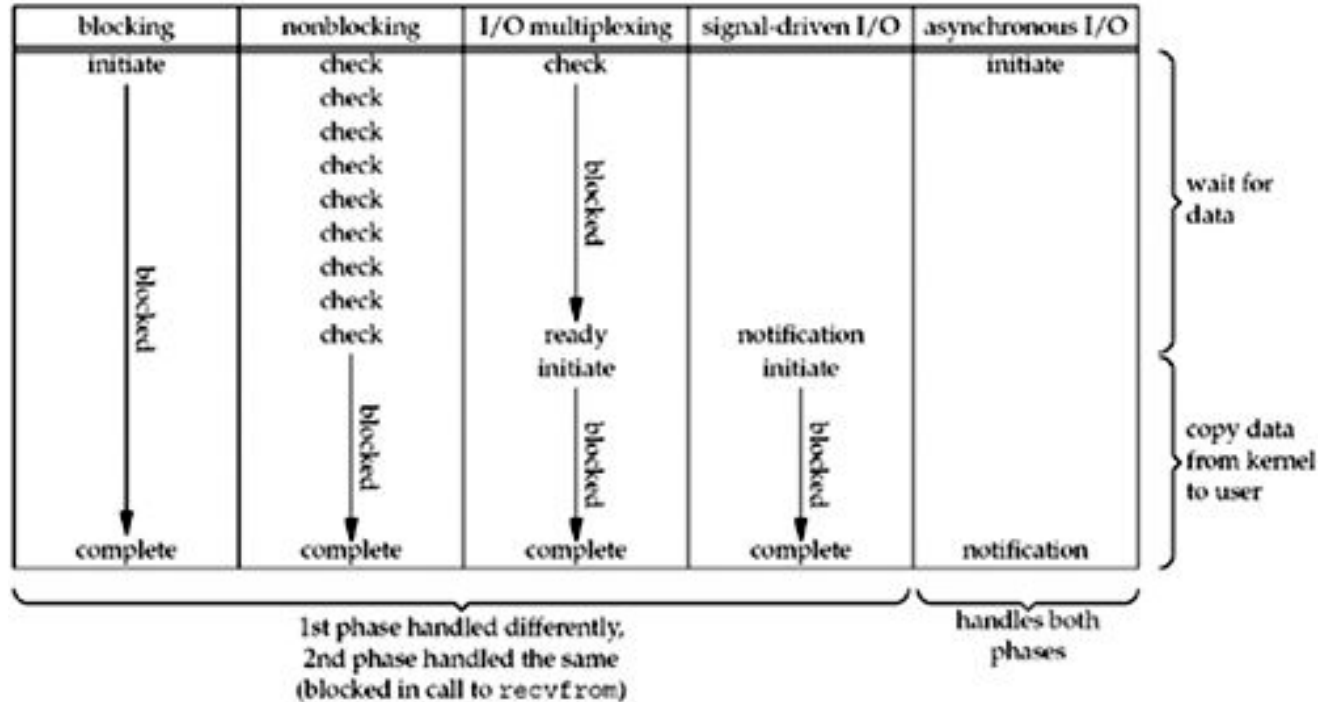 blocking nonblocking I/O multiplexing signal-driven I/O asynchronous I/O
initiate check check initiate
check
check
check
check
check
check
check
check ready notification
initiate initiate
blocked
blocked
blocked
blocked
blocked
complete complete complete complete notification
wait for
data
copy data
from kernel
to user
1st phase handled differently,
2nd phase handled the same
(blocked in call to recvfrom)
handles both
phases